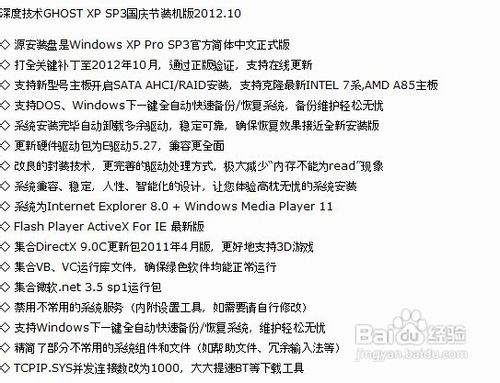 深度技术GHOST XP SP3国庆节装机版2012.10
◇ 源安装盘是Windows XP Pro SP3官方简体中文正式版
◇ 打全关键补丁至2012年10月，通过正版验证，支持在线更新
◇ 支持新型号主板开启SATA AHCI/RAID安装，支持克隆最新INTEL 7系,AMD A85主板
◇ 支持DOS、Windows下一键全自动快速备份/恢复系统，备份维护轻松无忧
◇ 系统安装完毕自动卸载多余驱动，稳定可靠，确保恢复效果接近全新安装版
◇ 更新硬件驱动包为E驱动5.27，兼容更全面
◇ 改良的封装技术，更完善的驱动处理方式，极大减少“内存不能为read”现象
◇ 系统兼容、稳定，人性、智能化的设计，让您体验高枕无忧的系统安装
◇ 系统为Internet Explorer 8.0 + Windows Media Player 11
◇ Flash Player ActiveX For IE 最新版
◇ 集合DirectX 9.0C更新包2011年4月版，更好地支持3D游戏
◇ 集合VB、VC运行库文件，确保绿色软件均能正常运行
◇ 集合微软.net 3.5 sp1运行包
◇ 禁用不常用的系统服务（内附设置工具，如需要请自行修改）
◇ 支持Windows下一键全自动快速备份/恢复系统，维护轻松无忧
◇ 精简了部分不常用的系统组件和文件（如帮助文件、冗余输入法等）
◇ TCPIP.SYS并发连接数改为1000，大大提速BT等下载工具
Baidu经验
jingyan.baidu.com